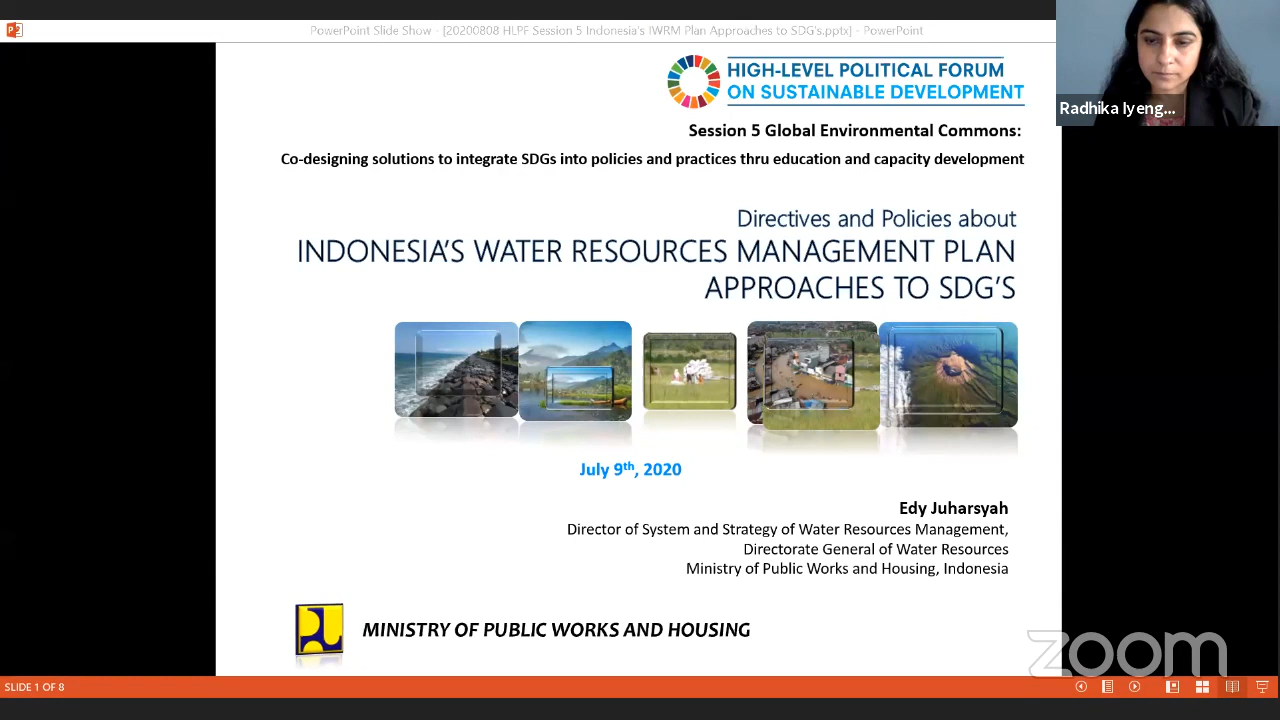 PowerPoint Slide Show - [20200808 HLPF Session 5 Indonesia's IWRM Plan Approaches to SDG's.pptx] - PowerPoint
HIGH-LEVEL POLITICAL FORUM
ON SUSTAINABLE DEVELOPMENT
Radhika Iyeng...
Session 5 Global Environmental Commons:
Co-designing solutions to integrate SDGs into policies and practices thru education and capacity development
Directives and Policies about
INDONESIA'S WATER RESOURCES MANAGEMENT PLAN
APPROACHES TO SDG'S
July 9th, 2020
Edy Juharsyah
Director of System and Strategy of Water Resources Management,
Directorate General of Water Resources
Ministry of Public Works and Housing, Indonesia
MINISTRY OF PUBLIC WORKS AND HOUSING
zoom
SLIDE 1 OF 8